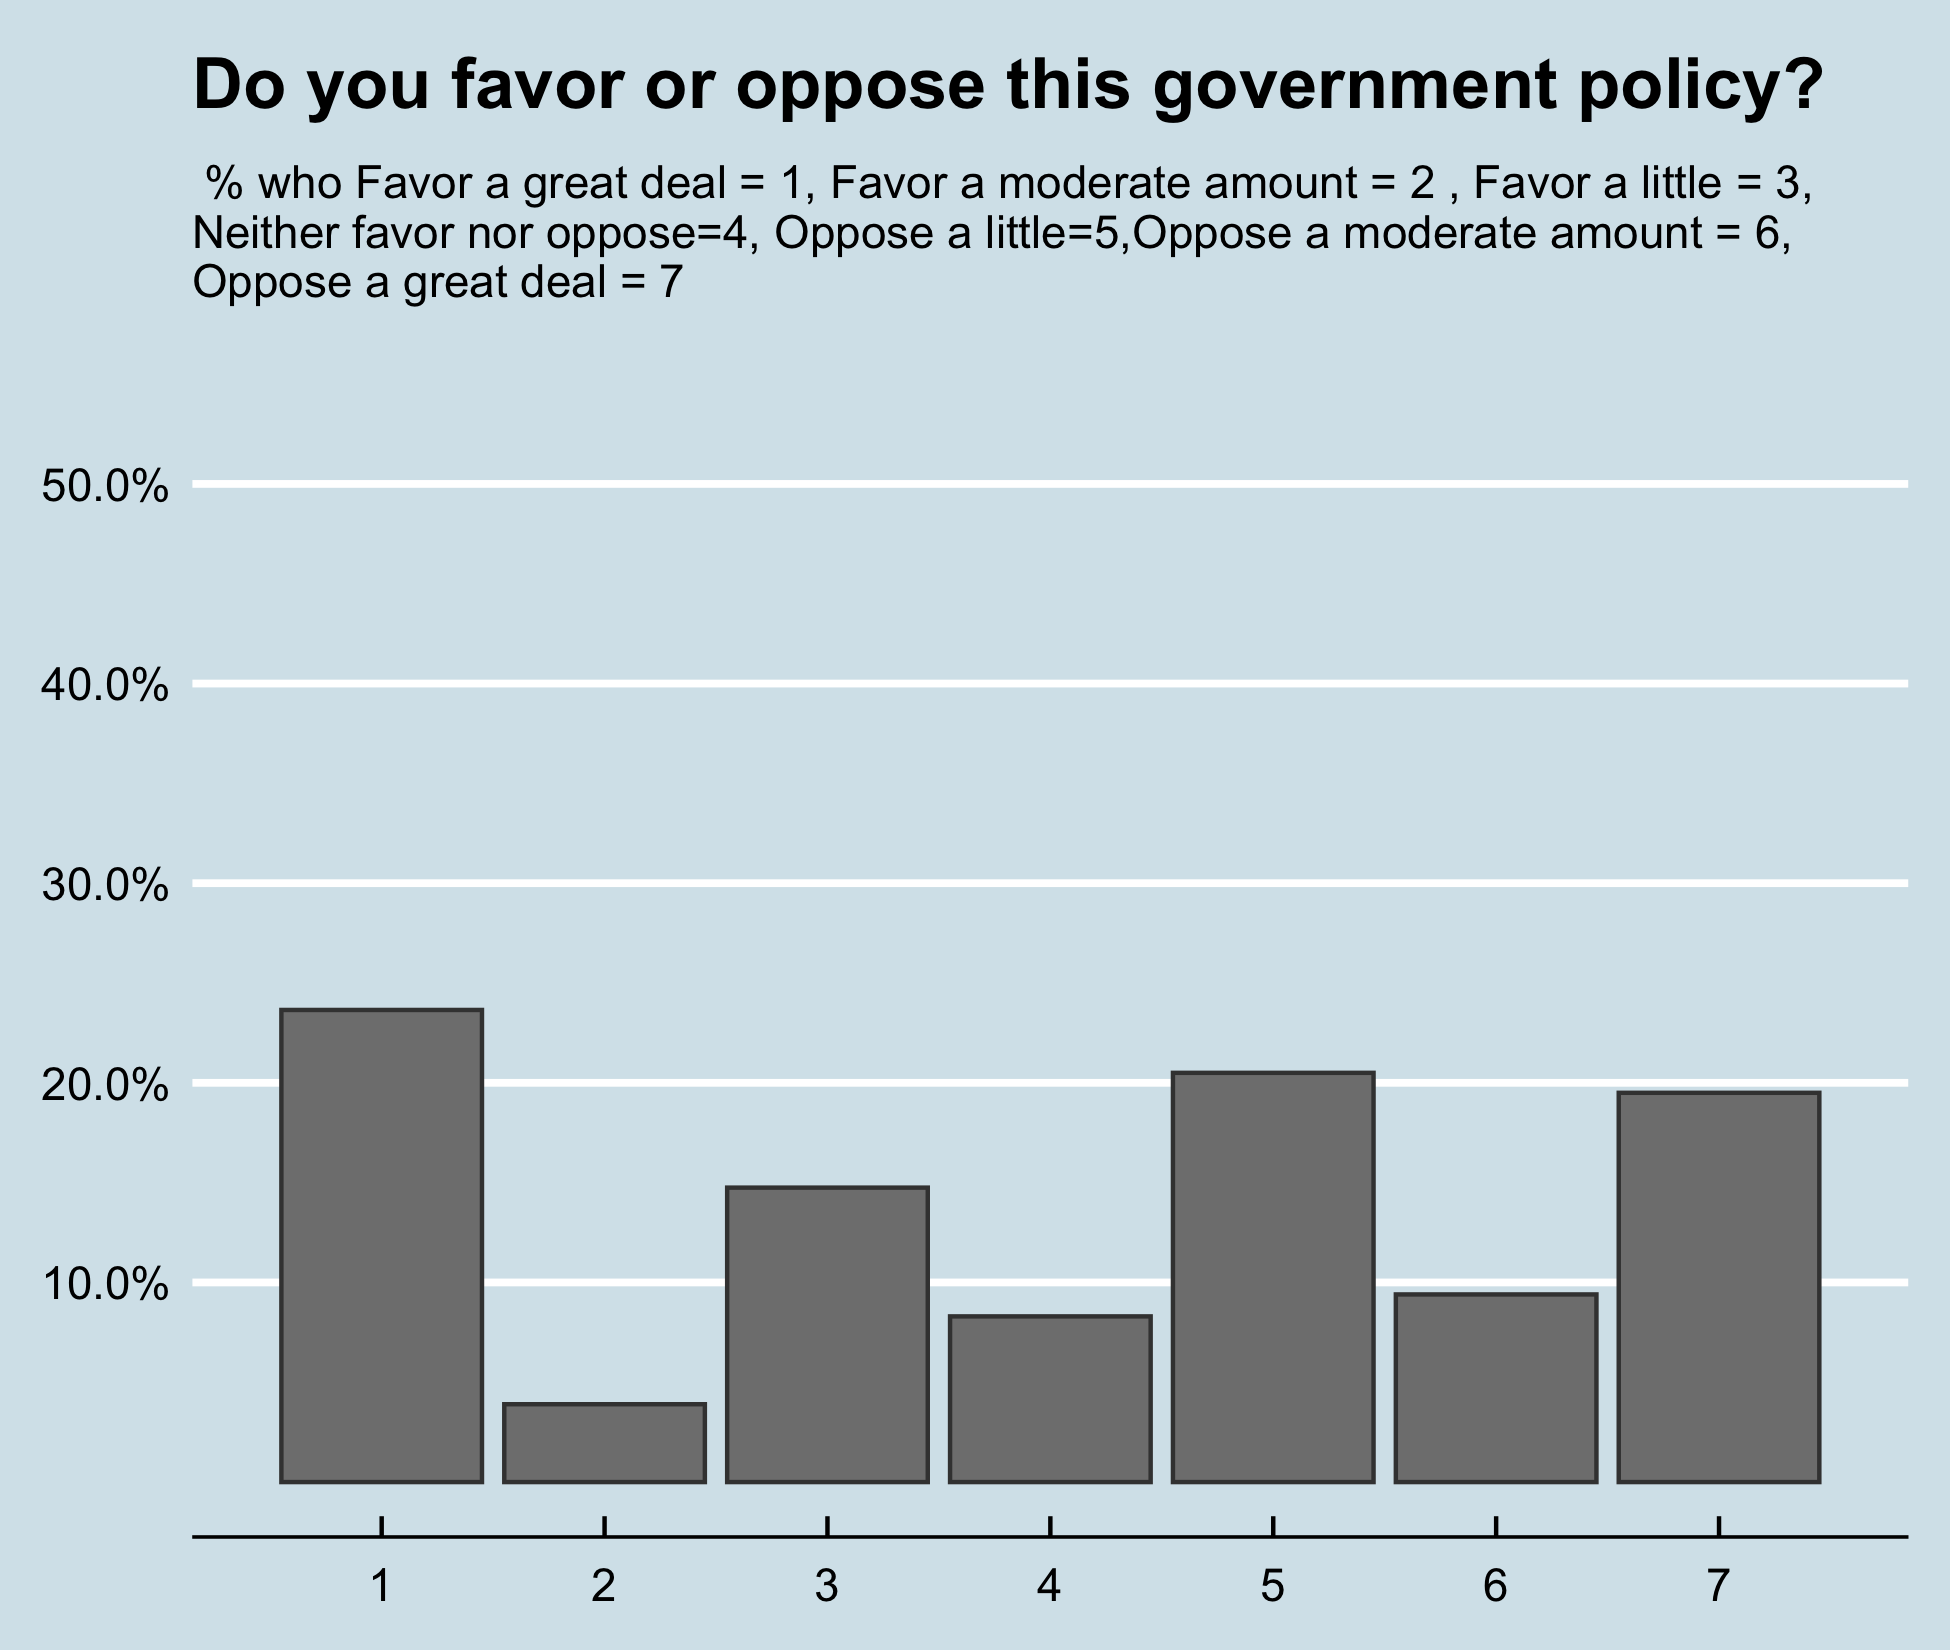 Do you favor or oppose this government policy?
% who Favor a great deal = 1, Favor a moderate amount = 2 , Favor a little = 3,
Neither favor nor oppose=4, Oppose a little=5,Oppose a moderate amount = 6,
Oppose a great deal = 7
50.0%
40.0%
30.0%
20.0%
10.0%
1 2 3 4 5 6 7